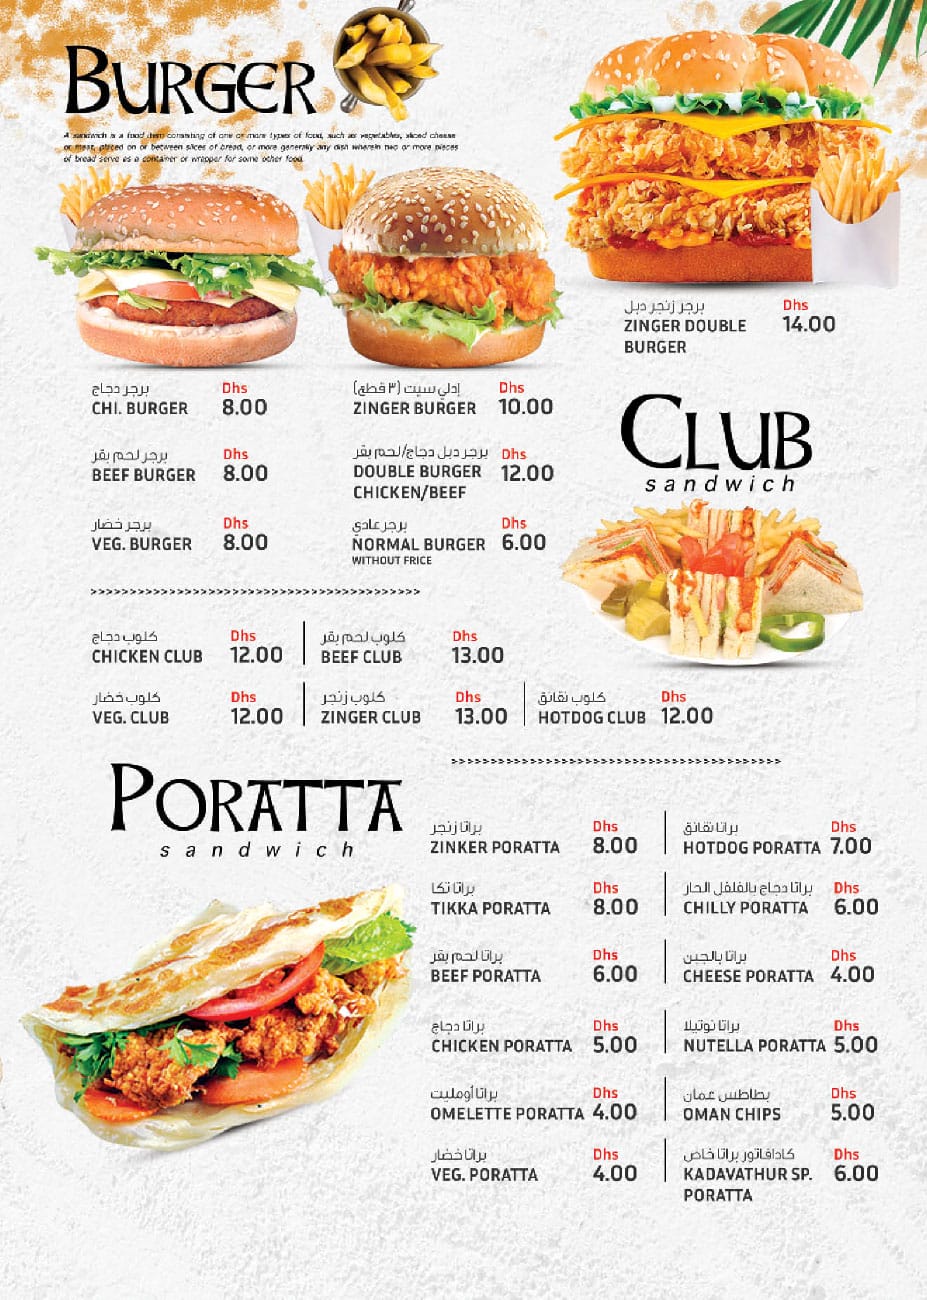 BURGER
A sandwich is a food item consisting of one or more types of food, such as vegetables, sliced cheese
or meat, placed on or between slices of bread, or more generally any dish wherein two or more pieces
of bread serve as a container or wrapper for some other food.
برجر زنجر دبل Dhs
ZINGER DOUBLE 14.00
BURGER
برجر دجاج Dhs
CHI. BURGER 8.00
إدلي سيت (٣ قطع) Dhs
ZINGER BURGER 10.00
برجر لحم بقر Dhs
BEEF BURGER 8.00
برجر دبل دجاج/لحم بقر Dhs
DOUBLE BURGER 12.00
CHICKEN/BEEF
برجر خضار Dhs
VEG. BURGER 8.00
برجر عادي Dhs
NORMAL BURGER 6.00
WITHOUT FRICE
CLUB
sandwich
>>>>>>>>>>>>>>>>>>>>>>>>>>>>>>>>>>>>>>>>>>
كلوب دجاج Dhs
CHICKEN CLUB 12.00
كلوب لحم بقر Dhs
BEEF CLUB 13.00
كلوب خضار Dhs
VEG. CLUB 12.00
كلوب زنجر Dhs
ZINGER CLUB 13.00
كلوب نقانق Dhs
HOTDOG CLUB 12.00
>>>>>>>>>>>>>>>>>>>>>>>>>>>>>>>>>>>>>>>>>>
PORATTA
sandwich
براتا زنجر Dhs
ZINKER PORATTA 8.00
براتا نقانق Dhs
HOTDOG PORATTA 7.00
براتا تكا Dhs
TIKKA PORATTA 8.00
براتا دجاج بالفلفل الحار Dhs
CHILLY PORATTA 6.00
براتا لحم بقر Dhs
BEEF PORATTA 6.00
براتا بالجبن Dhs
CHEESE PORATTA 4.00
براتا دجاج Dhs
CHICKEN PORATTA 5.00
براتا نوتيلا Dhs
NUTELLA PORATTA 5.00
براتا أومليت Dhs
OMELETTE PORATTA 4.00
بطاطس عمان Dhs
OMAN CHIPS 5.00
براتا خضار Dhs
VEG. PORATTA 4.00
كادافاتور براتا خاص Dhs
KADAVATHUR SP. 6.00
PORATTA